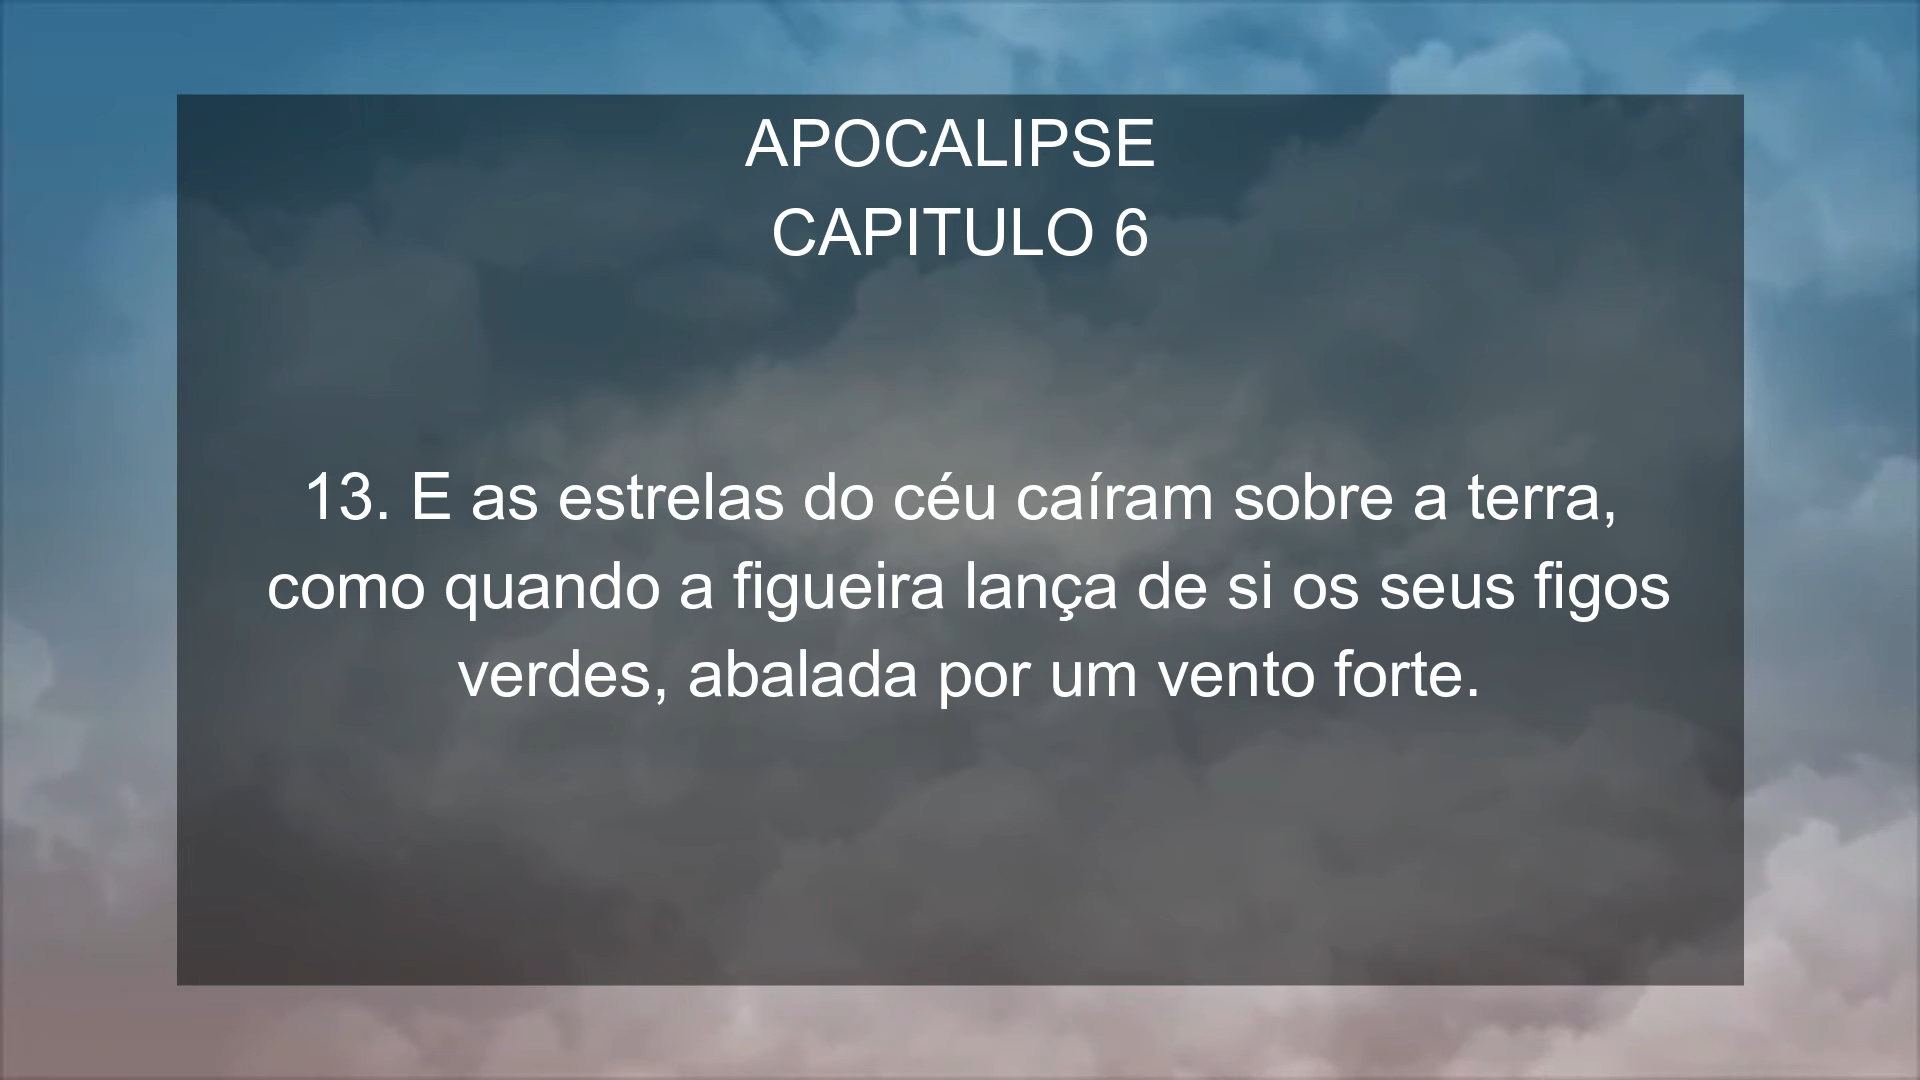 APOCALIPSE
CAPITULO 6
13. E as estrelas do céu caíram sobre a terra,
como quando a figueira lança de si os seus figos
verdes, abalada por um vento forte.